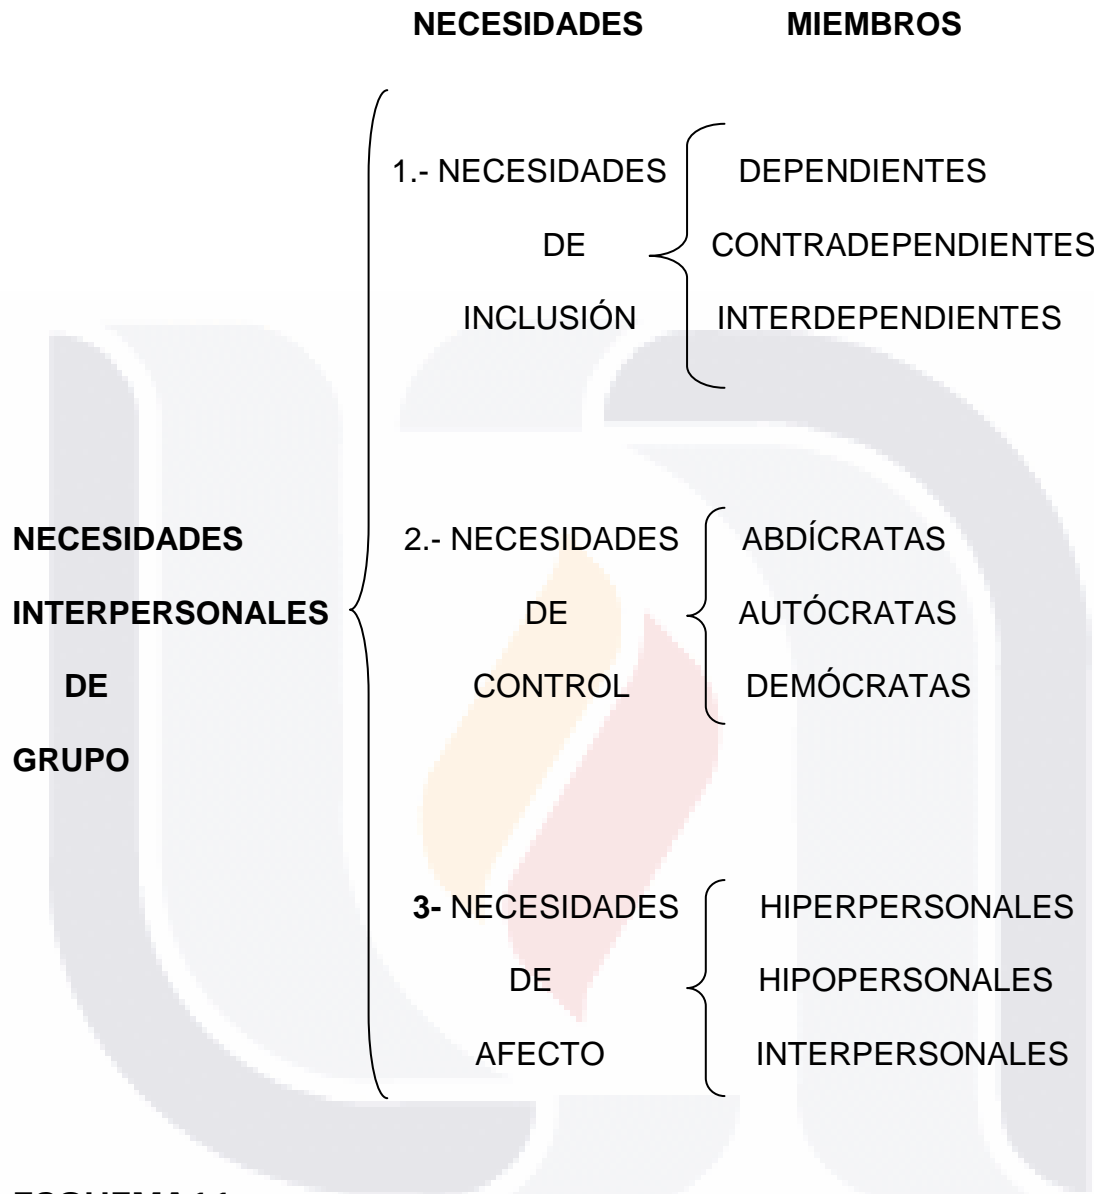 NECESIDADES MIEMBROS
1.- NECESIDADES DEPENDIENTES
DE CONTRADEPENDIENTES
INCLUSIÓN INTERDEPENDIENTES
NECESIDADES 2.- NECESIDADES ABDÍCRATAS
INTERPERSONALES DE AUTÓCRATAS
DE CONTROL DEMÓCRATAS
GRUPO
3- NECESIDADES HIPERPERSONALES
DE HIPOPERSONALES
AFECTO INTERPERSONALES